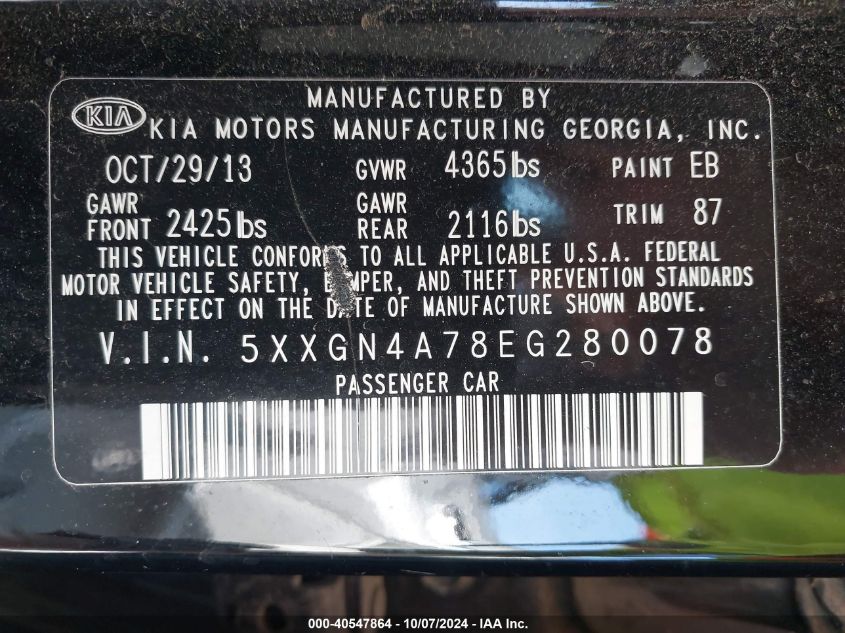 MANUFACTURED BY
KIA KIA MOTORS MANUFACTURING GEORGIA, INC.
OCT/29/13 GVWR 4365lbs PAINT EB
GAWR FRONT 2425lbs GAWR REAR 2116lbs TRIM 87
THIS VEHICLE CONFORMS TO ALL APPLICABLE U.S.A. FEDERAL
MOTOR VEHICLE SAFETY, BUMPER, AND THEFT PREVENTION STANDARDS
IN EFFECT ON THE DATE OF MANUFACTURE SHOWN ABOVE.
V.I.N. 5XXGN4A78EG280078
PASSENGER CAR
000-40547864 - 10/07/2024 - IAA Inc.